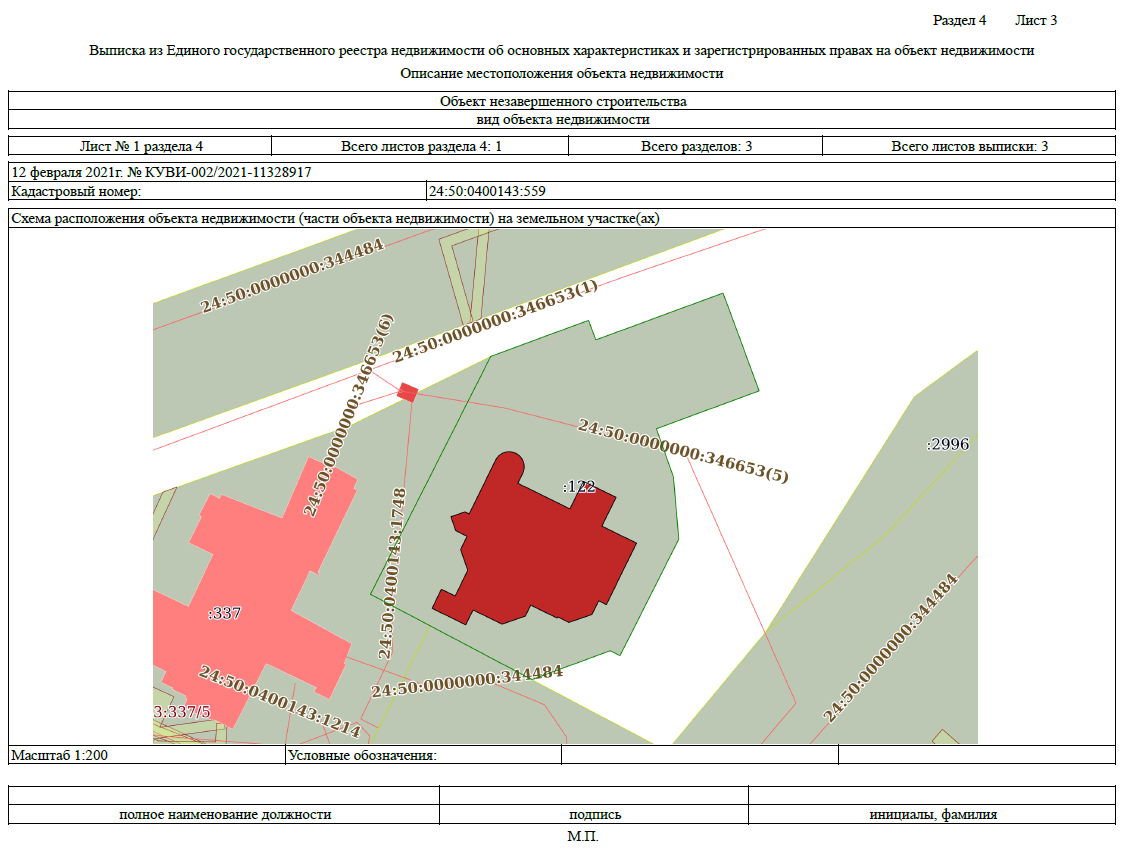 Раздел 4 Лист 3
Выписка из Единого государственного реестра недвижимости об основных характеристиках и зарегистрированных правах на объект недвижимости
Описание местоположения объекта недвижимости
Объект незавершенного строительства
вид объекта недвижимости
Лист № 1 раздела 4 Всего листов раздела 4: 1 Всего разделов: 3 Всего листов выписки: 3
12 февраля 2021г. № КУВИ-002/2021-11328917
Кадастровый номер: 24:50:0400143:559
Схема расположения объекта недвижимости (части объекта недвижимости) на земельном участке(ах)
24:50:0000000:344484
24:50:0000000:346653(1)
24:50:0000000:346653(6)
24:50:0000000:346653(5)
:2996
:122
24:50:0400143:1748
:337
24:50:0000000:344484
24:50:0000000:344484
24:50:0400143:1214
3:337/5
Масштаб 1:200 Условные обозначения:
полное наименование должности подпись инициалы, фамилия
М.П.